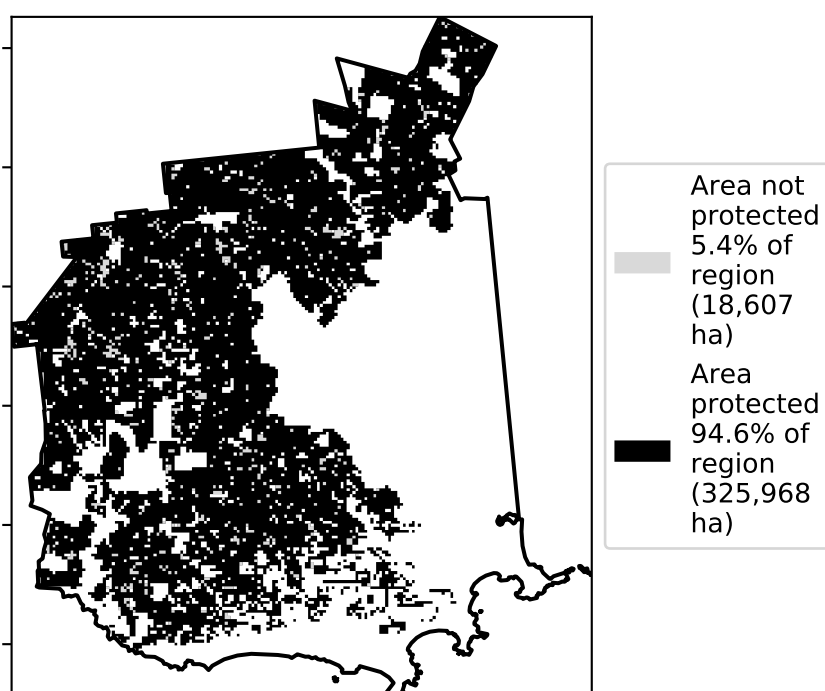 Area not
protected
5.4% of
region
(18,607
ha)
Area
protected
94.6% of
region
(325,968
ha)